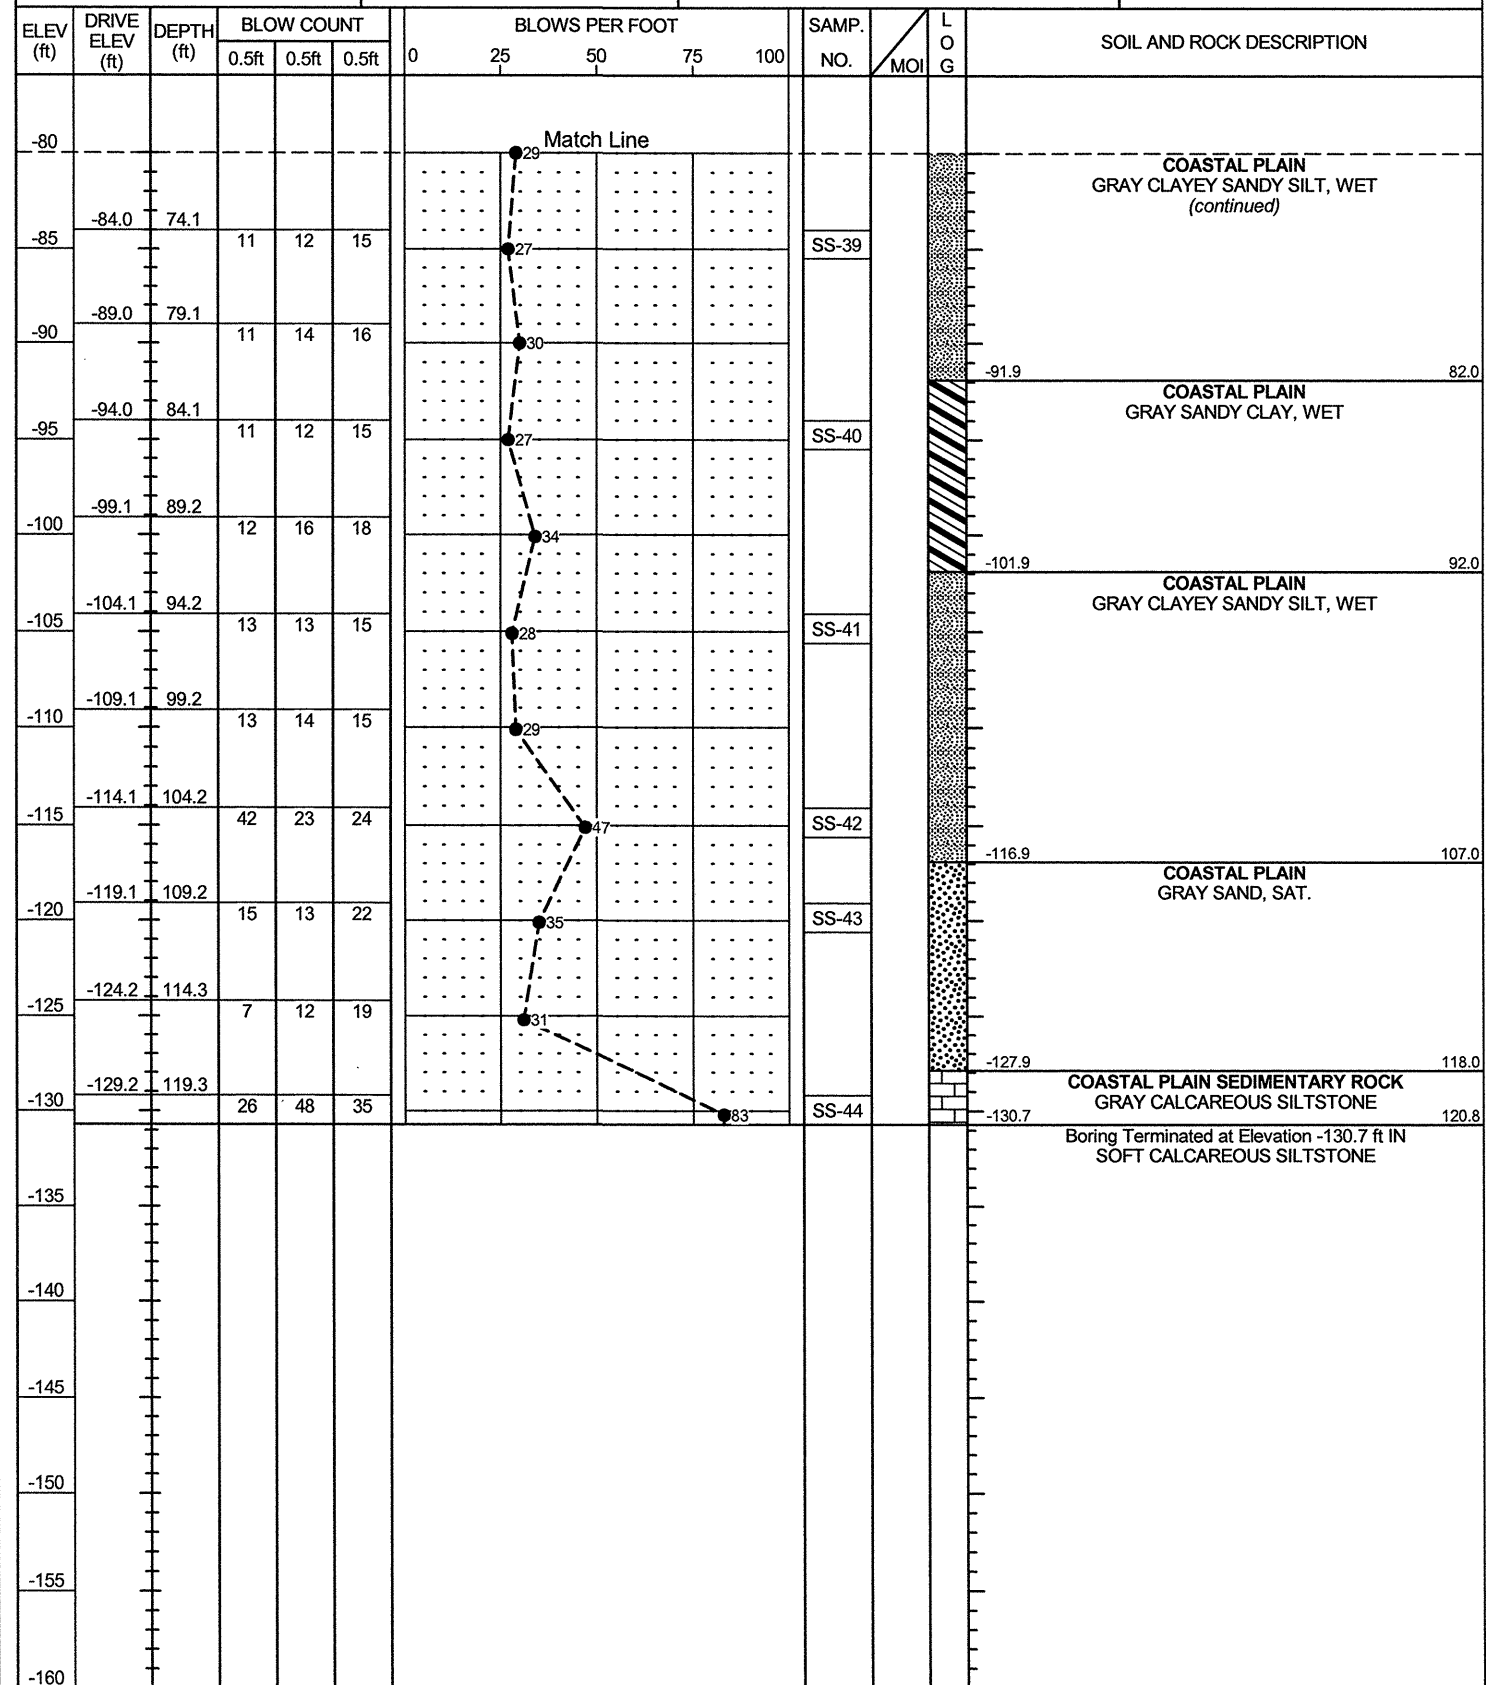 ELEV (ft) DRIVE ELEV (ft) DEPTH (ft) BLOW COUNT BLOWS PER FOOT SAMP. NO. MOI LOG SOIL AND ROCK DESCRIPTION
0.5ft 0.5ft 0.5ft 0 25 50 75 100
Match Line
-80 29
COASTAL PLAIN
GRAY CLAYEY SANDY SILT, WET
(continued)
-84.0 74.1
-85 11 12 15 27 SS-39
-89.0 79.1
-90 11 14 16 30
-91.9 82.0
COASTAL PLAIN
GRAY SANDY CLAY, WET
-94.0 84.1
-95 11 12 15 27 SS-40
-99.1 89.2
-100 12 16 18 34
-101.9 92.0
COASTAL PLAIN
GRAY CLAYEY SANDY SILT, WET
-104.1 94.2
-105 13 13 15 28 SS-41
-109.1 99.2
-110 13 14 15 29
-114.1 104.2
-115 42 23 24 47 SS-42
-116.9 107.0
COASTAL PLAIN
GRAY SAND, SAT.
-119.1 109.2
-120 15 13 22 35 SS-43
-124.2 114.3
-125 7 12 19 31
-127.9 118.0
COASTAL PLAIN SEDIMENTARY ROCK
GRAY CALCAREOUS SILTSTONE
-129.2 119.3
-130 26 48 35 83 SS-44
-130.7 120.8
Boring Terminated at Elevation -130.7 ft IN
SOFT CALCAREOUS SILTSTONE
-135
-140
-145
-150
-155
-160